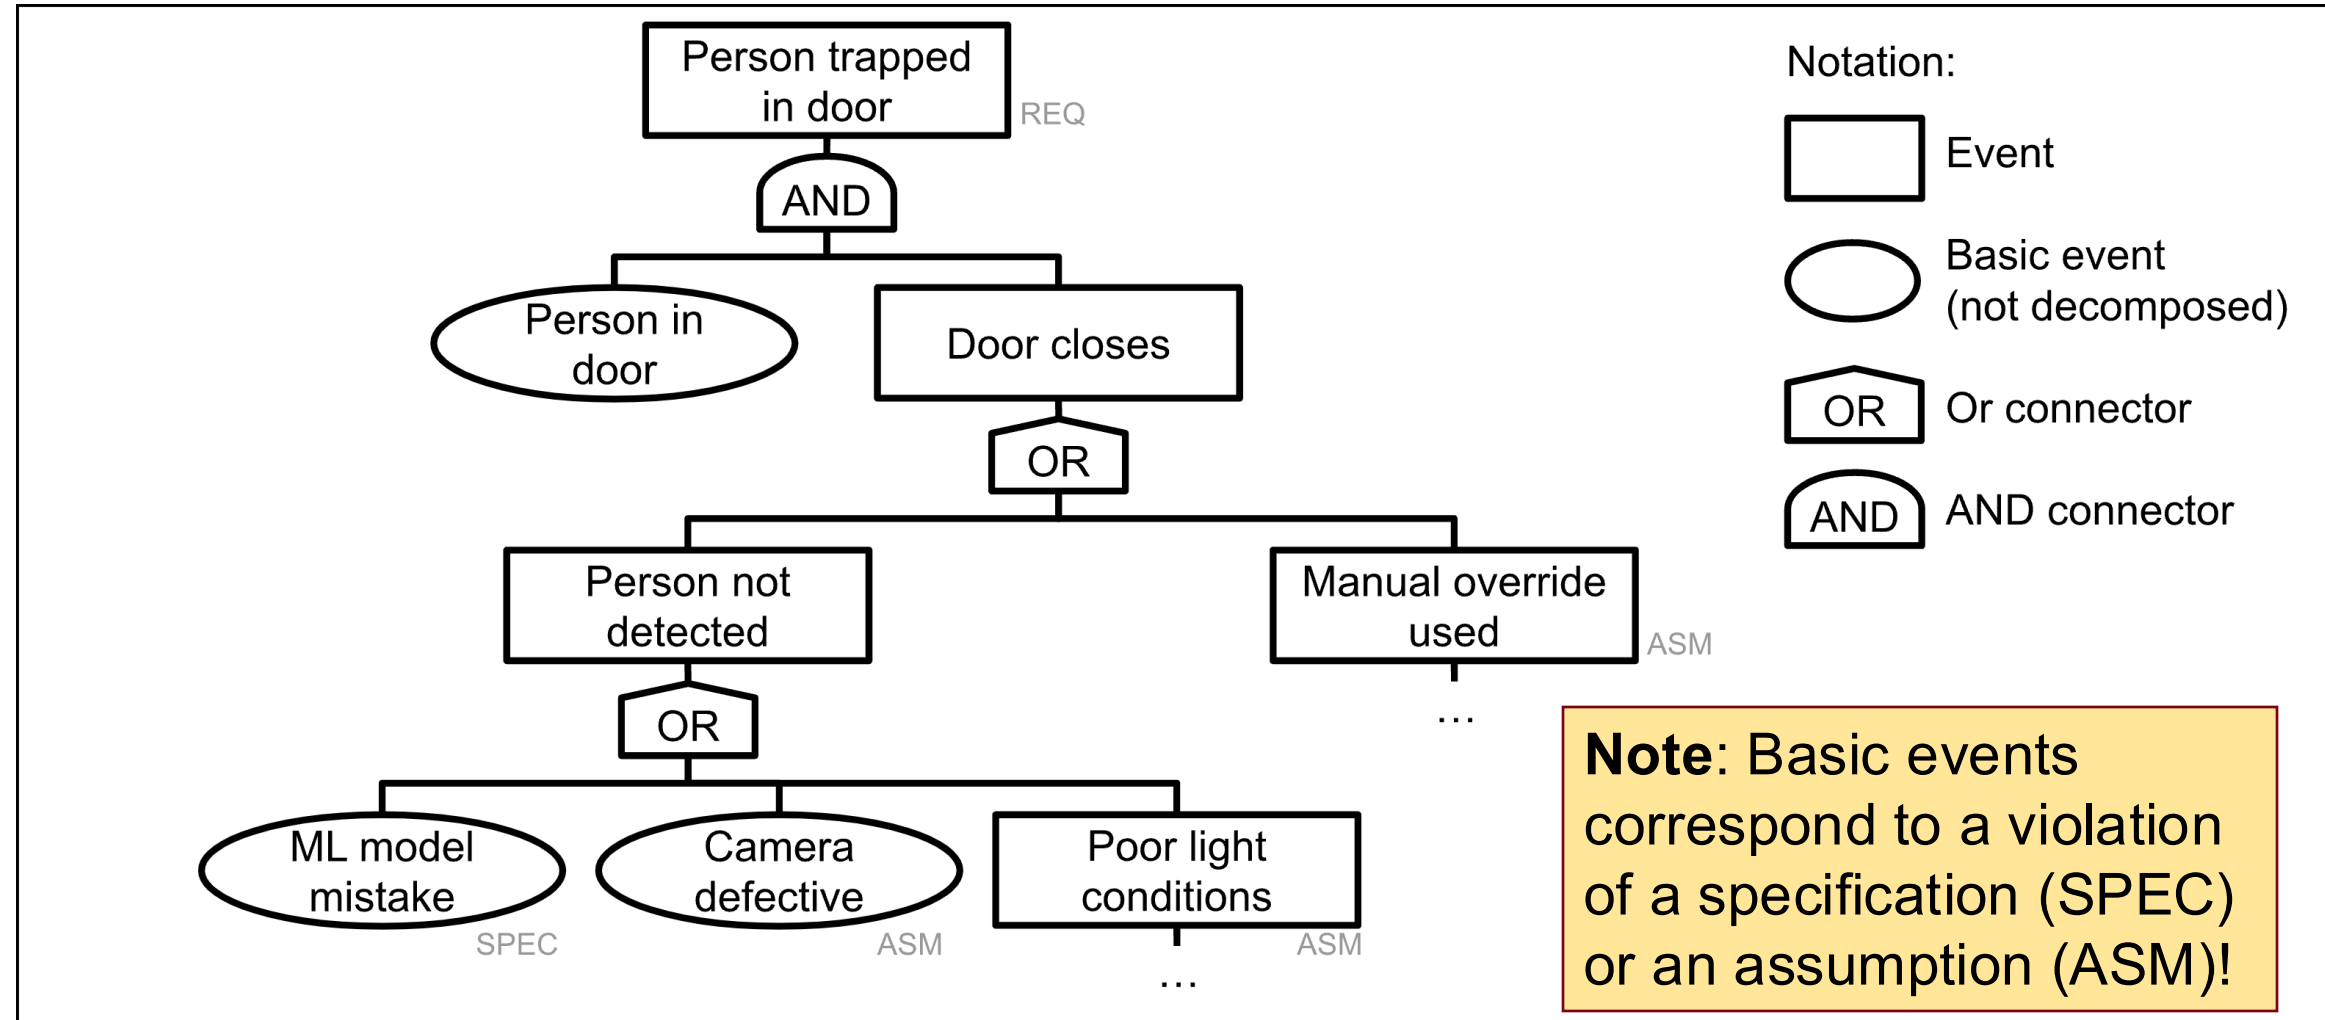 Person trapped
in door
REQ
AND
Person in
door
Door closes
OR
Person not
detected
Manual override
used
ASM
...
OR
ML model
mistake
SPEC
Camera
defective
ASM
Poor light
conditions
ASM
...
Notation:
Event
Basic event
(not decomposed)
OR
Or connector
AND
AND connector
Note: Basic events
correspond to a violation
of a specification (SPEC)
or an assumption (ASM)!